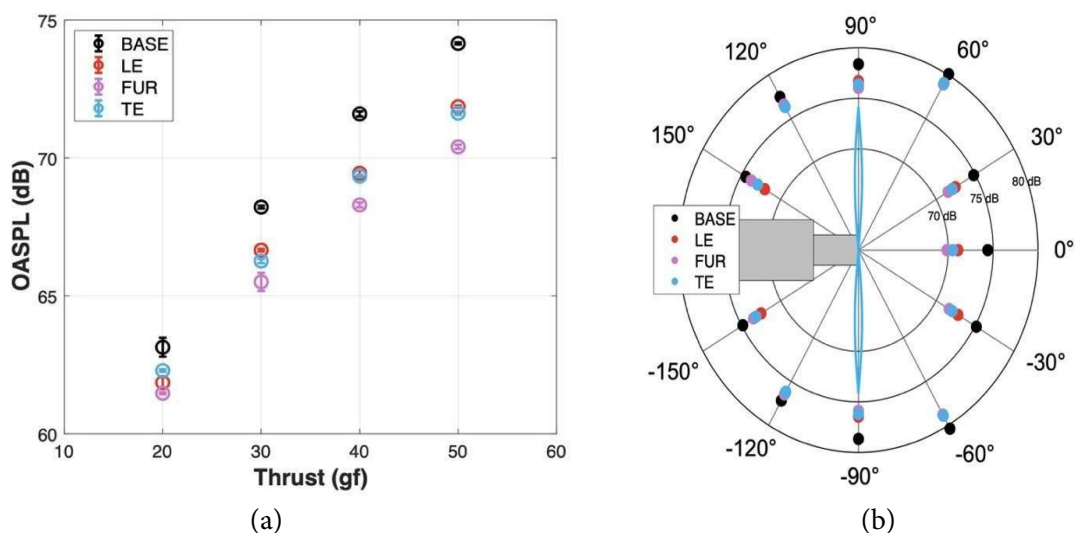 75
70
65
60
OASPL (dB)
BASE
LE
FUR
TE
10
20
30
40
50
60
Thrust (gf)
(a)
90°
120°
60°
150°
30°
80 dB
75 dB
70 dB
0°
BASE
LE
FUR
TE
-150°
-30°
-120°
-60°
-90°
(b)